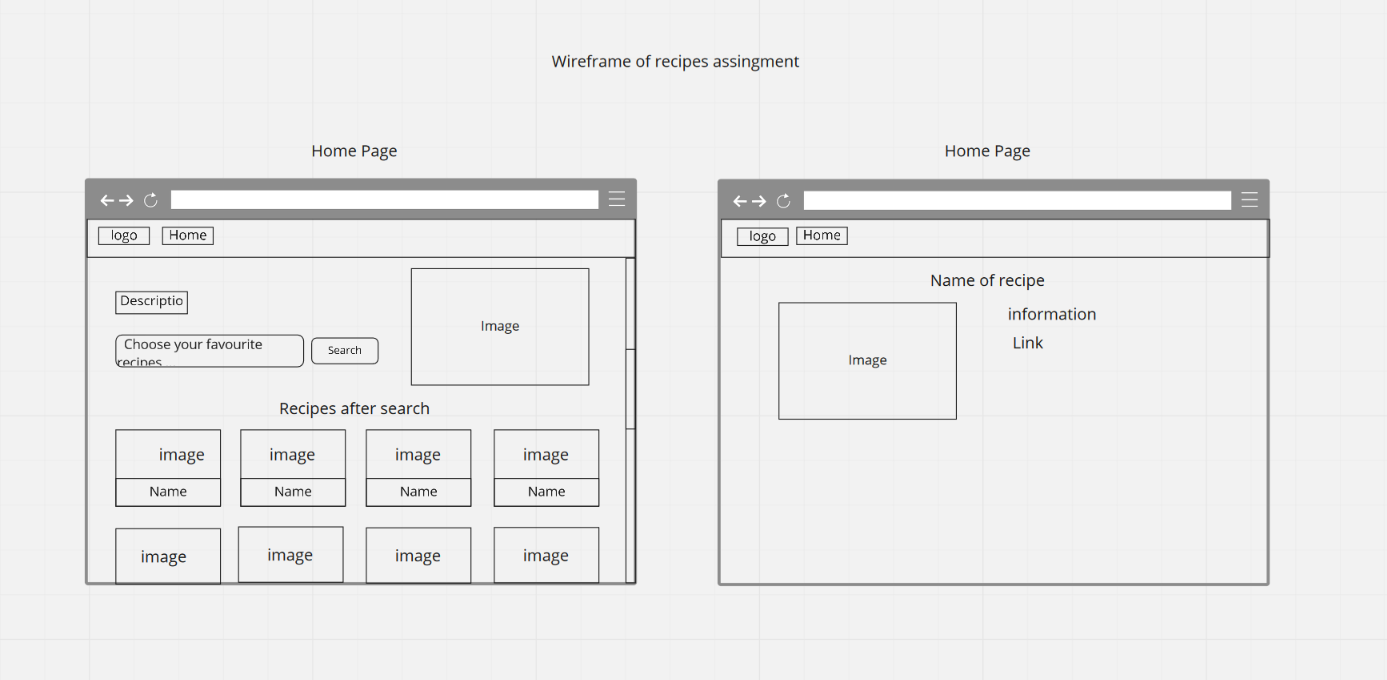 Wireframe of recipes assingment
Home Page
logo
Home
Descriptio
Choose your favourite
recipes
Search
Image
Recipes after search
image
image
image
image
Name
Name
Name
Name
image
image
image
image
Home Page
logo
Home
Name of recipe
Image
information
Link